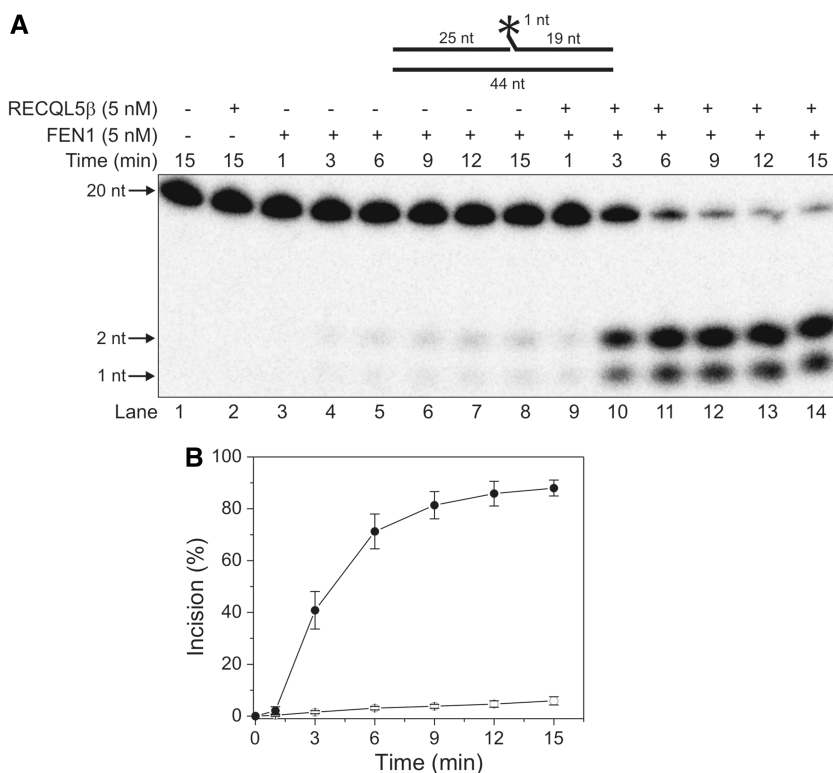 A
* 1 nt
25 nt 19 nt
44 nt
RECQL5β (5 nM) - + - - - - - - + + + + + +
FEN1 (5 nM) - - + + + + + + + + + + + +
Time (min) 15 15 1 3 6 9 12 15 1 3 6 9 12 15
20 nt
2 nt
1 nt
Lane 1 2 3 4 5 6 7 8 9 10 11 12 13 14
B
100
80
60
40
20
0
Incision (%)
0 3 6 9 12 15
Time (min)